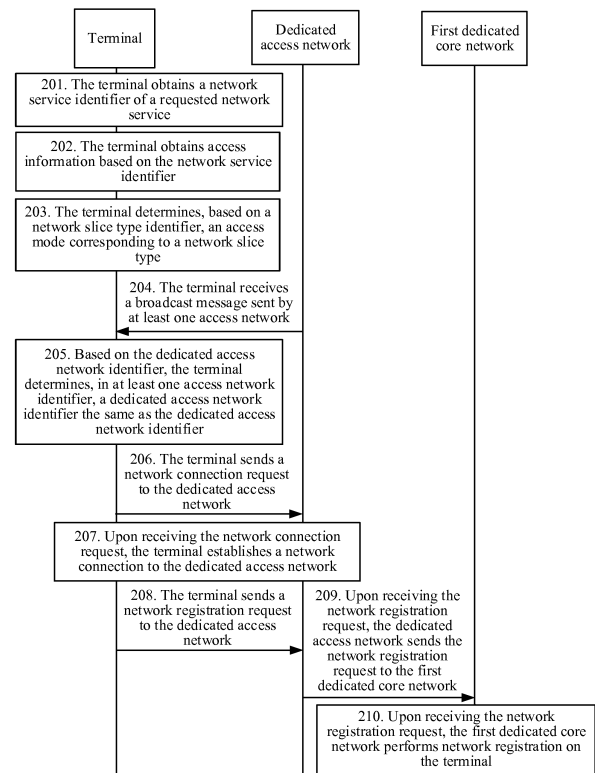 Terminal
Dedicated
access network
First dedicated
core network
201. The terminal obtains a network
service identifier of a requested network
service
202. The terminal obtains access
information based on the network service
identifier
203. The terminal determines, based on a
network slice type identifier, an access
mode corresponding to a network slice
type
204. The terminal receives
a broadcast message sent by
at least one access network
205. Based on the dedicated access
network identifier, the terminal
determines, in at least one access network
identifier, a dedicated access network
identifier the same as the dedicated access
network identifier
206. The terminal sends a
network connection request
to the dedicated access
network
207. Upon receiving the network connection
request, the terminal establishes a network
connection to the dedicated access network
208. The terminal sends a
network registration request
to the dedicated access
network
209. Upon receiving the
network registration
request, the dedicated
access network sends the
network registration
request to the first
dedicated core network
210. Upon receiving the network
registration request, the first dedicated core
network performs network registration on
the terminal